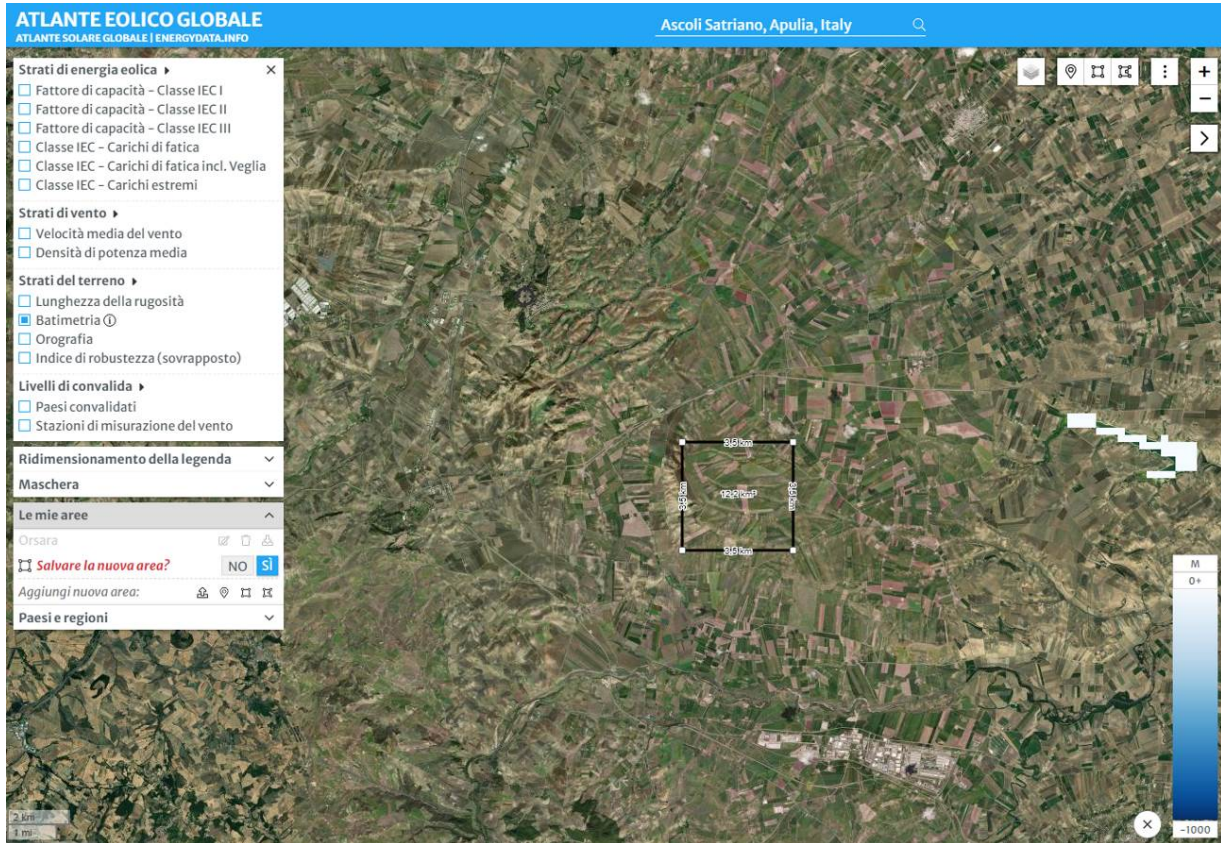 ATLANTE EOLICO GLOBALE
ATLANTE SOLARE GLOBALE | ENERGYDATA.INFO
Ascoli Satriano, Apulia, Italy
Strati di energia eolica
Fattore di capacità – Classe IEC I
Fattore di capacità – Classe IEC II
Fattore di capacità – Classe IEC III
Classe IEC – Carichi di fatica
Classe IEC – Carichi di fatica incl. Veglia
Classe IEC – Carichi estremi
Strati di vento
Velocità media del vento
Densità di potenza media
Strati del terreno
Lunghezza della rugosità
Batimetria
Orografia
Indice di robustezza (sovrapposto)
Livelli di convalida
Paesi convalidati
Stazioni di misurazione del vento
Ridimensionamento della legenda
Maschera
Le mie aree
Orsara
Salvare la nuova area?
NO
SÌ
Aggiungi nuova area:
Paesi e regioni
3,5 km
3,5 km
12,2 km²
3,5 km
3,5 km
M
0+
-1000
2 km
1 mi